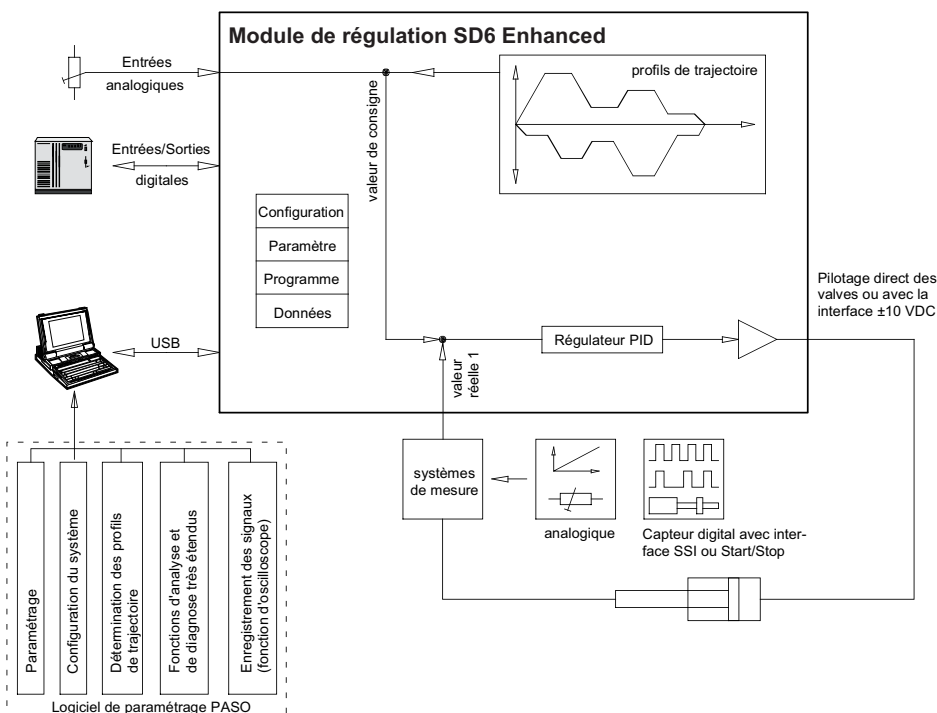 Module de régulation SD6 Enhanced
Entrées
analogiques
profils de trajectoire
valeur de consigne
Entrées/Sorties
digitales
Configuration
Paramètre
Programme
Données
Pilotage direct des
valves ou avec la
interface ±10 VDC
USB
Régulateur PID
valeur
réelle 1
systèmes
de mesure
analogique
Capteur digital avec inter-
face SSI ou Start/Stop
Paramétrage
Configuration du système
Détermination des profils
de trajectoire
Fonctions d'analyse et
de diagnose très étendus
Enregistrement des signaux
(fonction d'oscilloscope)
Logiciel de paramétrage PASO